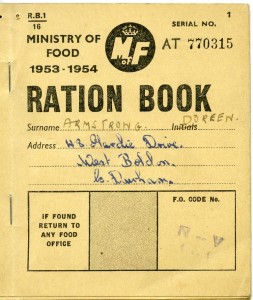 R.B.1
16
1
MINISTRY OF
FOOD
1953-1954
MF
OF
SERIAL NO.
AT 770315
RATION BOOK
Surname ARMSTRONG. Initials DOREEN.
Address 43 Hardie Drive.
West Boldon.
Co. Durham.
IF FOUND
RETURN TO
ANY FOOD
OFFICE
F.O. CODE No.